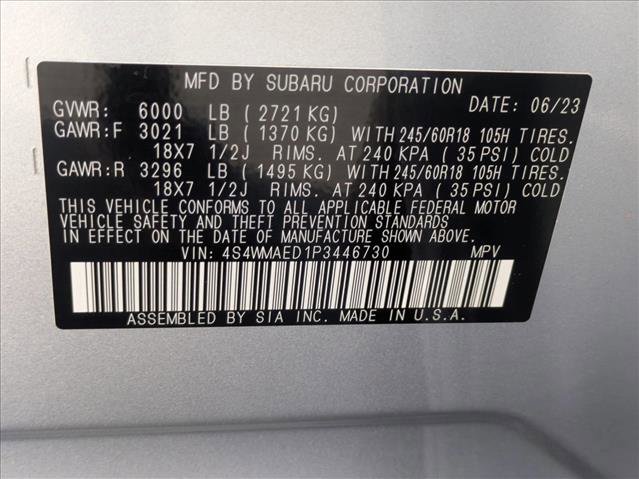 MFD BY SUBARU CORPORATION
GVWR: 6000 LB ( 2721 KG) DATE: 06/23
GAWR:F 3021 LB ( 1370 KG) WITH 245/60R18 105H TIRES.
18X7 1/2J RIMS. AT 240 KPA ( 35 PSI) COLD
GAWR:R 3296 LB ( 1495 KG) WITH 245/60R18 105H TIRES.
18X7 1/2J RIMS. AT 240 KPA ( 35 PSI) COLD
THIS VEHICLE CONFORMS TO ALL APPLICABLE FEDERAL MOTOR
VEHICLE SAFETY AND THEFT PREVENTION STANDARDS
IN EFFECT ON THE DATE OF MANUFACTURE SHOWN ABOVE.
VIN: 4S4WMAED1P3446730 MPV
ASSEMBLED BY SIA INC. MADE IN U.S.A.